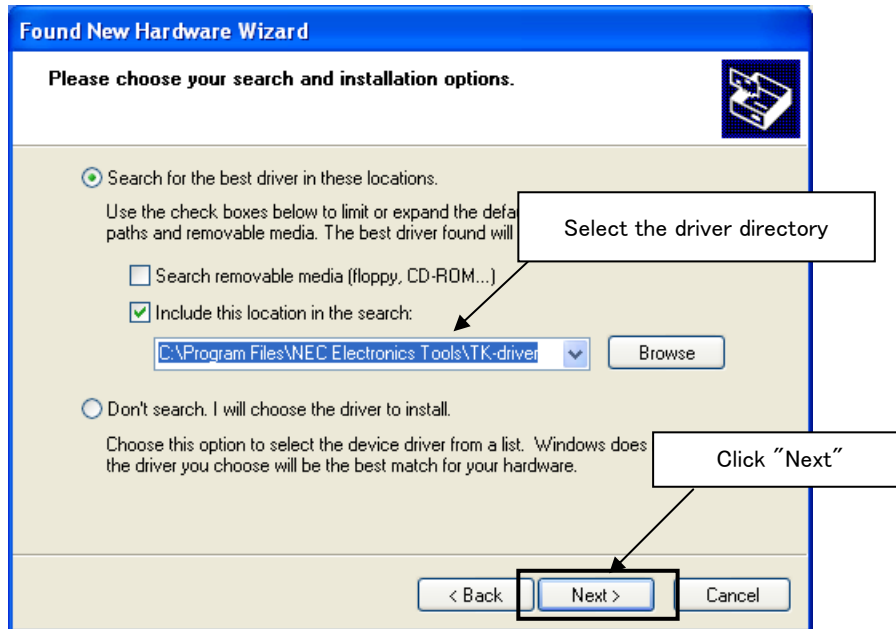 Found New Hardware Wizard
Please choose your search and installation options.
Search for the best driver in these locations.
Use the check boxes below to limit or expand the defa
paths and removable media. The best driver found will
Select the driver directory
Search removable media (floppy, CD-ROM...)
Include this location in the search:
C:\Program Files\NEC Electronics Tools\TK-driver
Browse
Don't search. I will choose the driver to install.
Choose this option to select the device driver from a list. Windows does
the driver you choose will be the best match for your hardware.
Click "Next"
< Back
Next >
Cancel